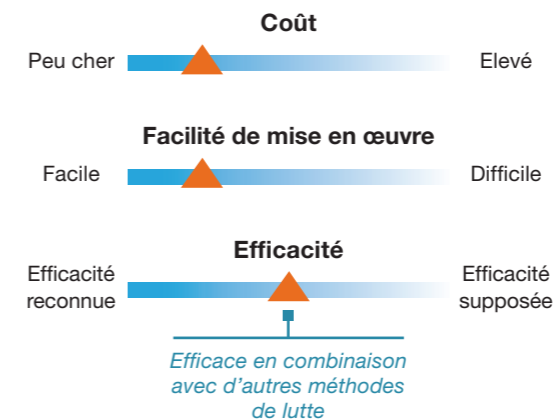 Coût
Peu cher
Elevé
Facilité de mise en œuvre
Facile
Difficile
Efficacité
Efficacité
reconnue
Efficacité
supposée
Efficace en combinaison
avec d'autres méthodes
de lutte